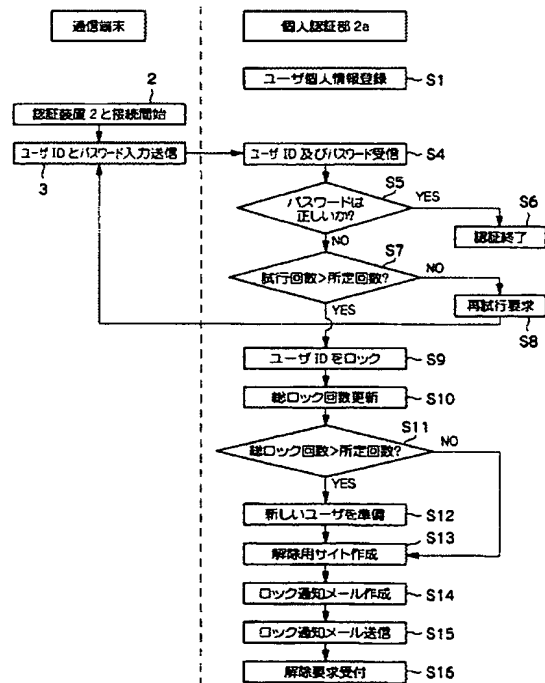 通信端末
個人認証部2a
ユーザ個人情報登録
S1
2
認証装置2と接続開始
ユーザIDとパスワード入力送信
3
ユーザID及びパスワード受信
S4
パスワードは
正しいか?
S5
YES
S6
認証終了
NO
S7
試行回数>所定回数?
NO
再試行要求
S8
YES
ユーザIDをロック
S9
総ロック回数更新
S10
S11
総ロック回数>所定回数?
NO
YES
新しいユーザを準備
S12
S13
解除用サイト作成
ロック通知メール作成
S14
ロック通知メール送信
S15
解除要求受付
S16